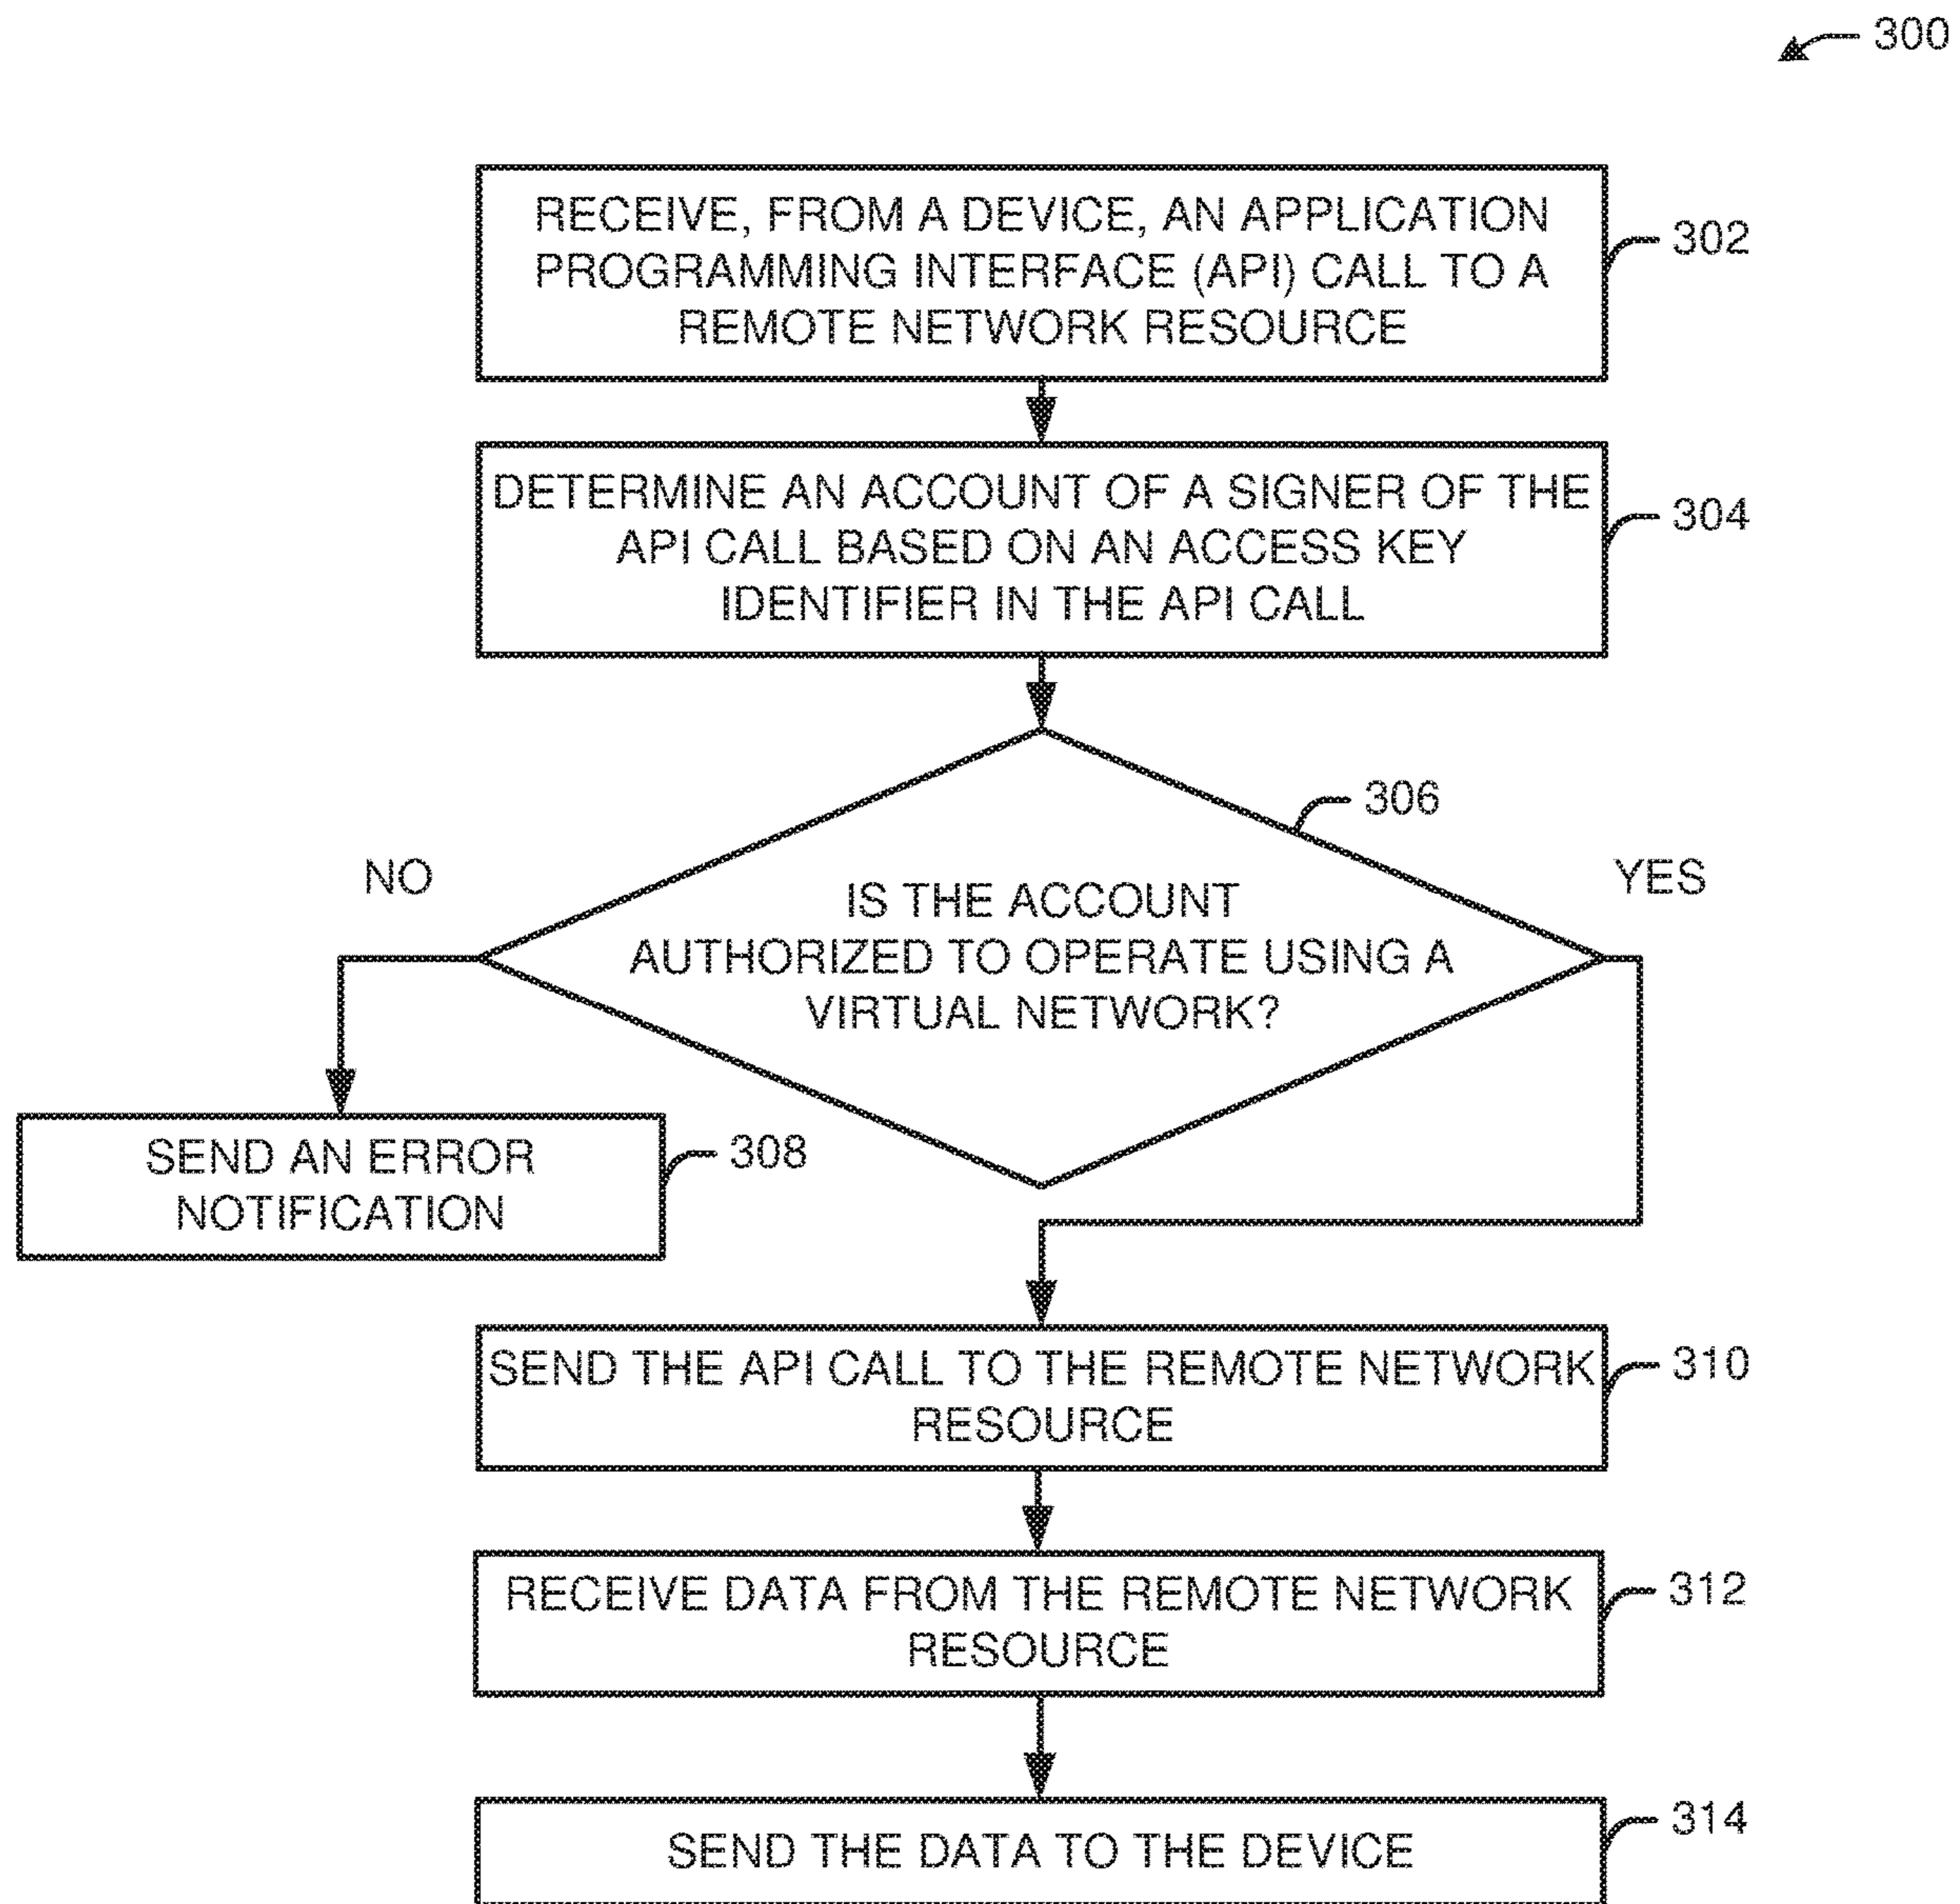 300
RECEIVE, FROM A DEVICE, AN APPLICATION
PROGRAMMING INTERFACE (API) CALL TO A
REMOTE NETWORK RESOURCE
302
DETERMINE AN ACCOUNT OF A SIGNER OF THE
API CALL BASED ON AN ACCESS KEY
IDENTIFIER IN THE API CALL
304
306
NO
YES
IS THE ACCOUNT
AUTHORIZED TO OPERATE USING A
VIRTUAL NETWORK?
SEND AN ERROR
NOTIFICATION
308
SEND THE API CALL TO THE REMOTE NETWORK
RESOURCE
310
RECEIVE DATA FROM THE REMOTE NETWORK
RESOURCE
312
SEND THE DATA TO THE DEVICE
314